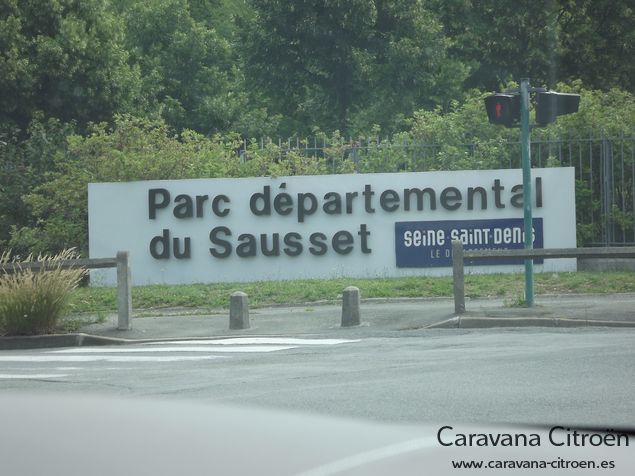 Parc départemental
du Sausset
seine saint-denis
Caravana Citroën
www.caravana-citroen.es